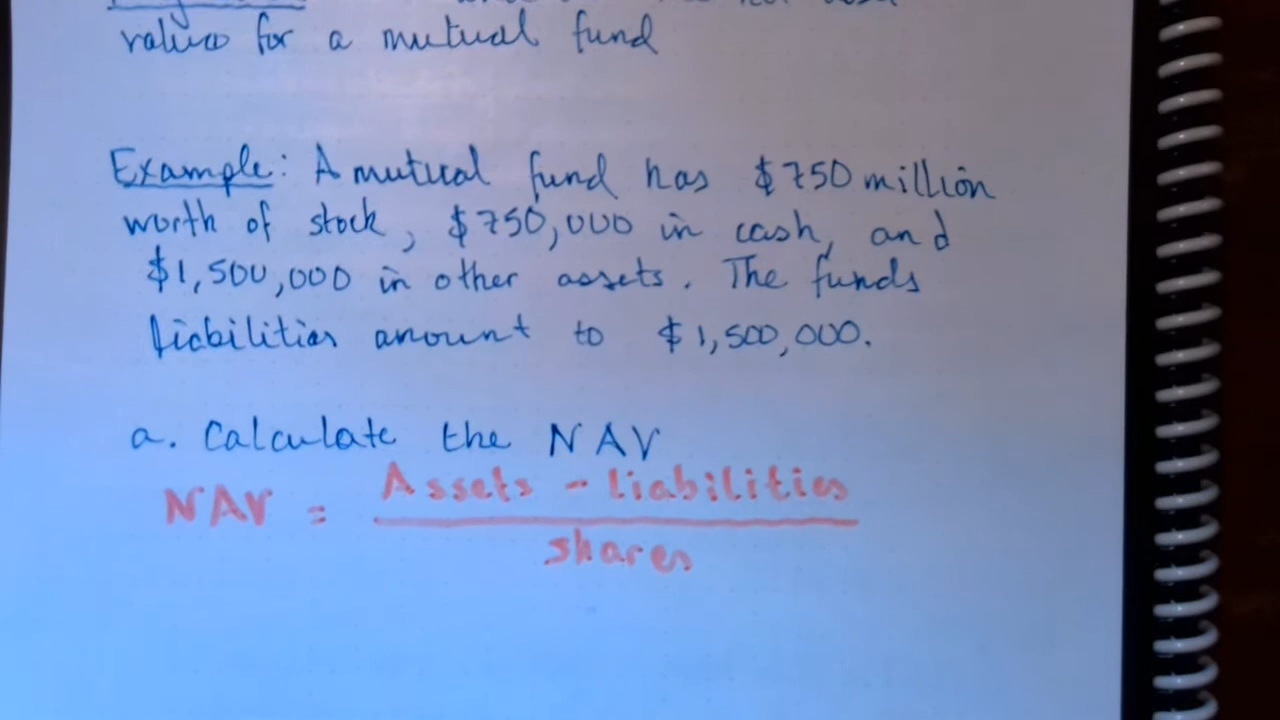 value for a mutual fund
Example: A mutual fund has $750 million
worth of stock, $750,000 in cash, and
$1,500,000 in other assets. The funds
liabilities amount to $1,500,000.
a. Calculate the NAV
NAV = Assets - liabilities
shares